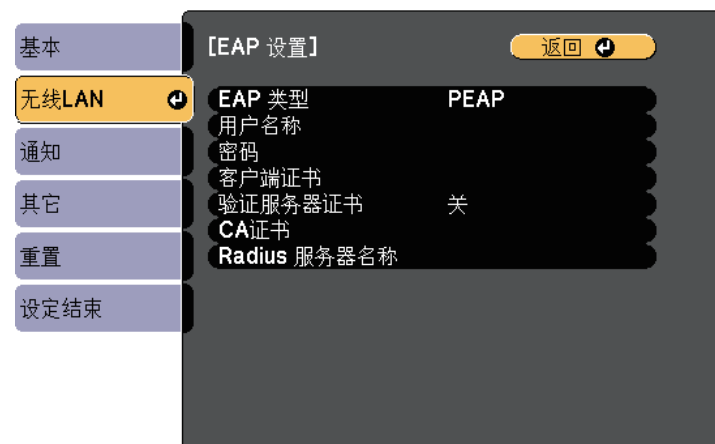 基本
无线LAN
通知
其它
重置
设定结束
[EAP 设置]
返回
EAP 类型 PEAP
用户名称
密码
客户端证书
验证服务器证书 关
CA证书
Radius 服务器名称